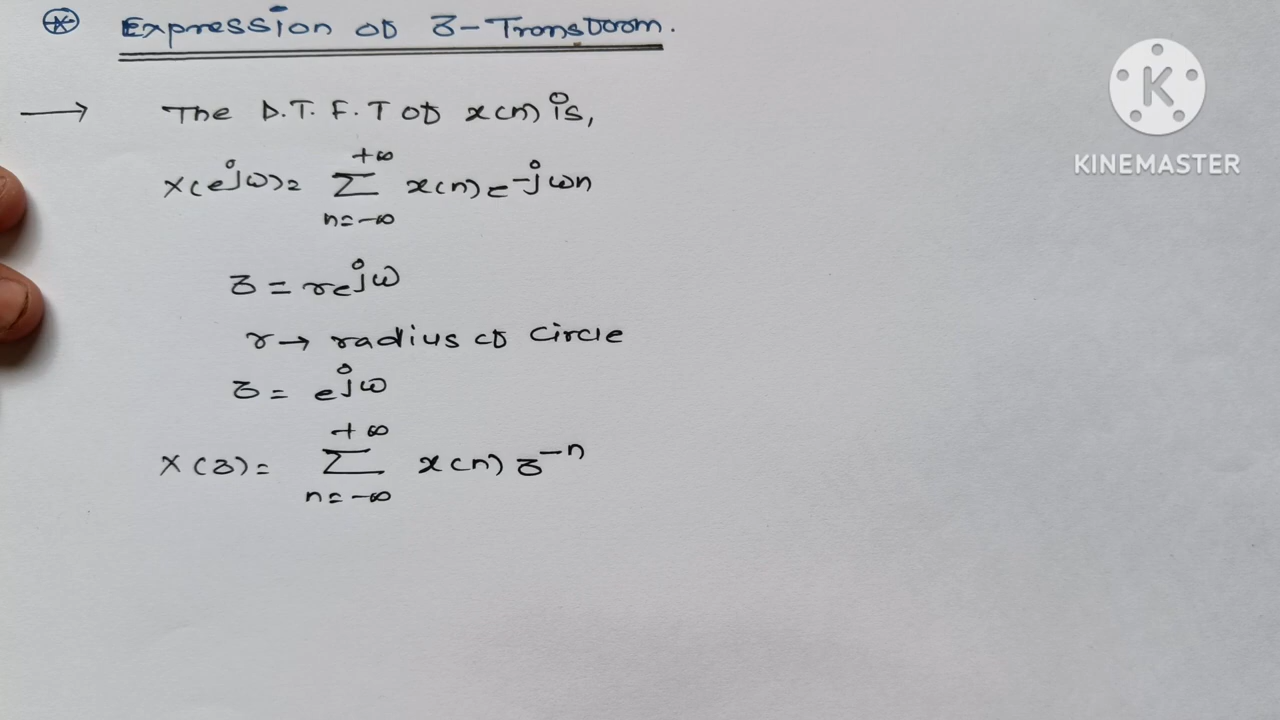 Expression of Z-Transform.
→ The D.T.F.T of x(n) is,
X(e^jω) = Σ_{n=-∞}^{+∞} x(n) e^-jωn
z = re^jω
r → radius of circle
z = e^jω
X(z) = Σ_{n=-∞}^{+∞} x(n) z^-n
K
KINEMASTER